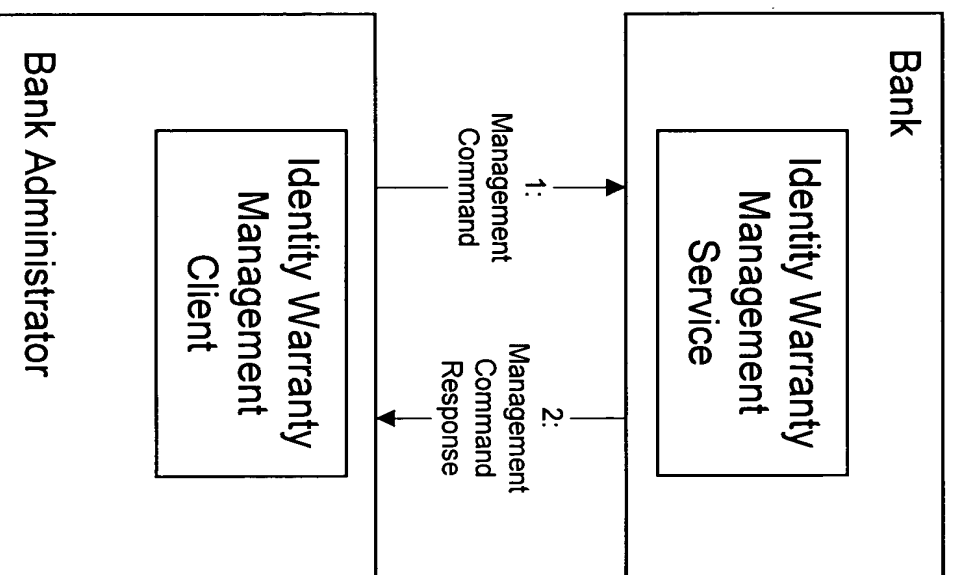 Bank
Identity Warranty
Management
Service
1:
Management
Command
2:
Management
Command
Response
Identity Warranty
Management
Client
Bank Administrator